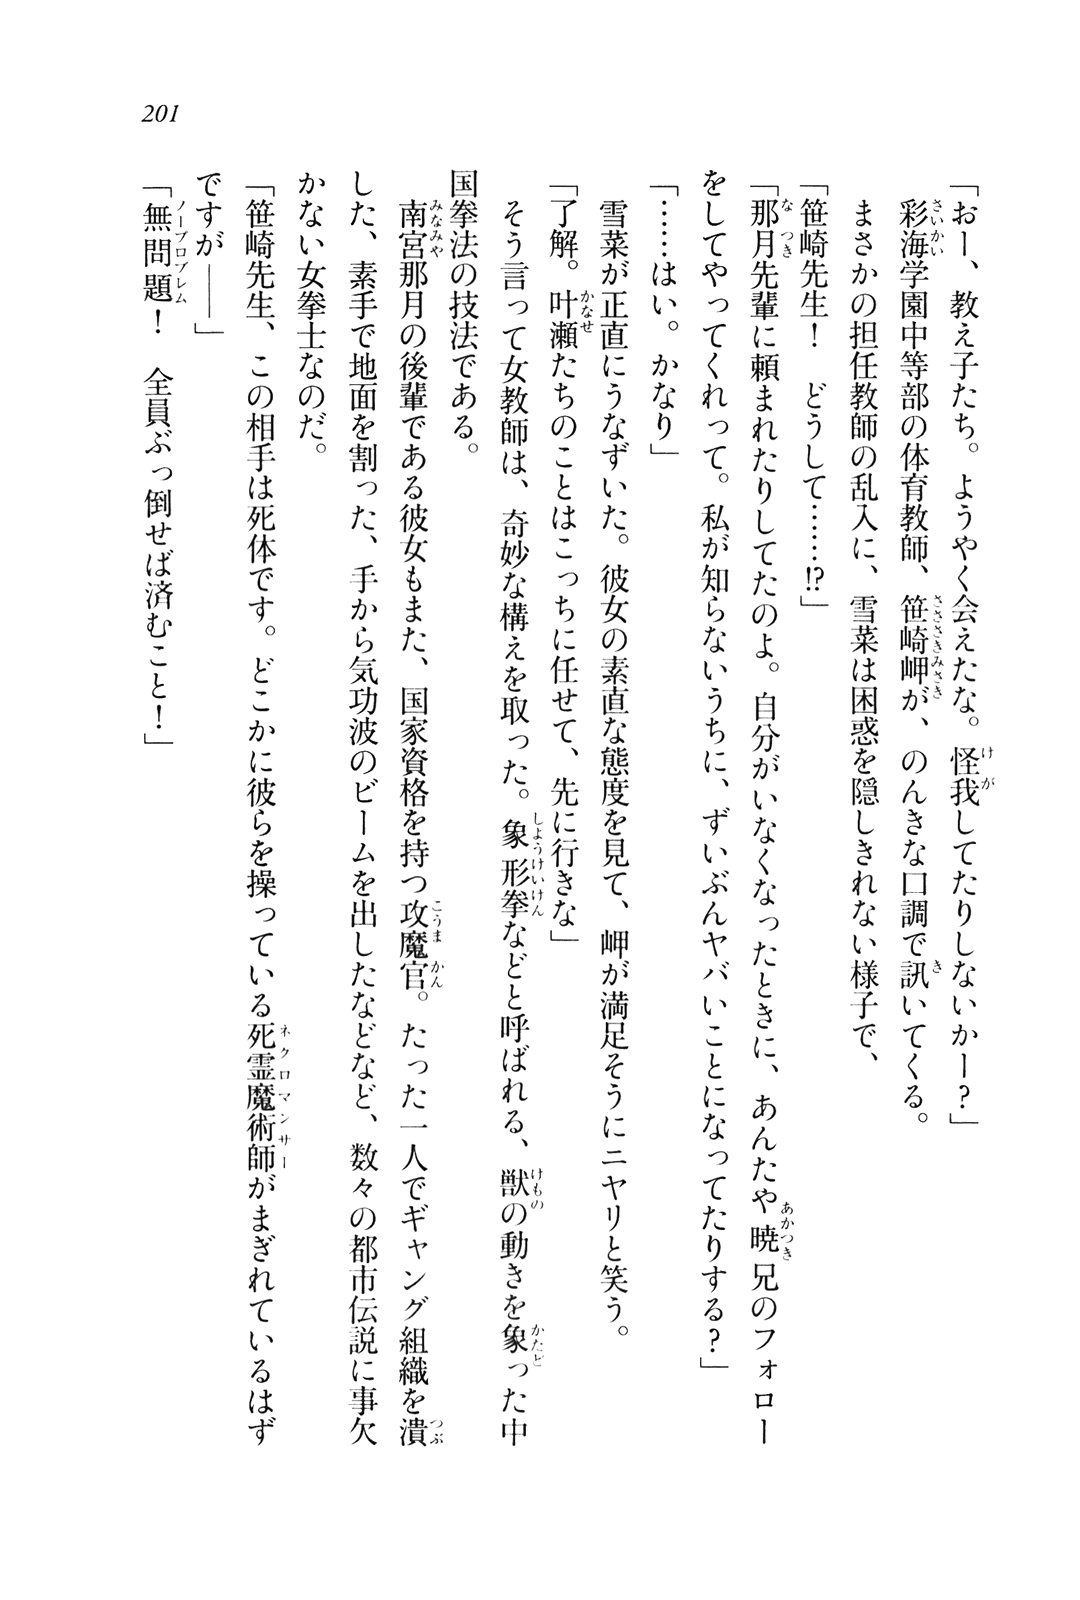 201
「おー、教え子たち。ようやく会えたな。怪我してたりしないかー？」
彩海学園中等部の体育教師、笹崎岬が、のんきな口調で訊いてくる。
まさかの担任教師の乱入に、雪菜は困惑を隠しきれない様子で、
「笹崎先生！　どうして……!?」
「那月先輩に頼まれたりしてたのよ。自分がいなくなったときに、あんたや暁兄のフォロー
をしてやってくれって。私が知らないうちに、ずいぶんヤバいことになってたりする？」
「……はい。かなり」
雪菜が正直にうなずいた。彼女の素直な態度を見て、岬が満足そうにニヤリと笑う。
「了解。叶瀬たちのことはこっちに任せて、先に行きな」
そう言って女教師は、奇妙な構えを取った。象形拳などと呼ばれる、獣の動きを象った中
国拳法の技法である。
南宮那月の後輩である彼女もまた、国家資格を持つ攻魔官。たった一人でギャング組織を潰
した、素手で地面を割った、手から気功波のビームを出したなどなど、数々の都市伝説に事欠
かない女拳士なのだ。
「笹崎先生、この相手は死体です。どこかに彼らを操っている死霊魔術師がまぎれているはず
ですが――」
「無問題！　全員ぶっ倒せば済むこと！」